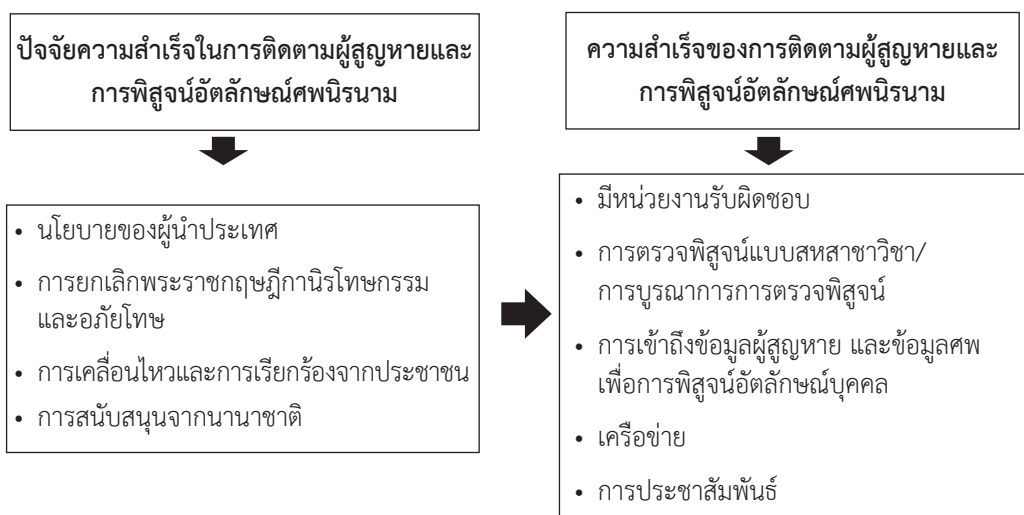 ปัจจัยความสำเร็จในการติดตามผู้สูญหายและ
การพิสูจน์อัตลักษณ์ศพนิรนาม
• นโยบายของผู้นำประเทศ
• การยกเลิกพระราชกฤษฎีกานิรโทษกรรม
และอภัยโทษ
• การเคลื่อนไหวและการเรียกร้องจากประชาชน
• การสนับสนุนจากนานาชาติ
ความสำเร็จของการติดตามผู้สูญหายและ
การพิสูจน์อัตลักษณ์ศพนิรนาม
• มีหน่วยงานรับผิดชอบ
• การตรวจพิสูจน์แบบสหสาชาวิชา/
การบูรณาการการตรวจพิสูจน์
• การเข้าถึงข้อมูลผู้สูญหาย และข้อมูลศพ
เพื่อการพิสูจน์อัตลักษณ์บุคคล
• เครือข่าย
• การประชาสัมพันธ์